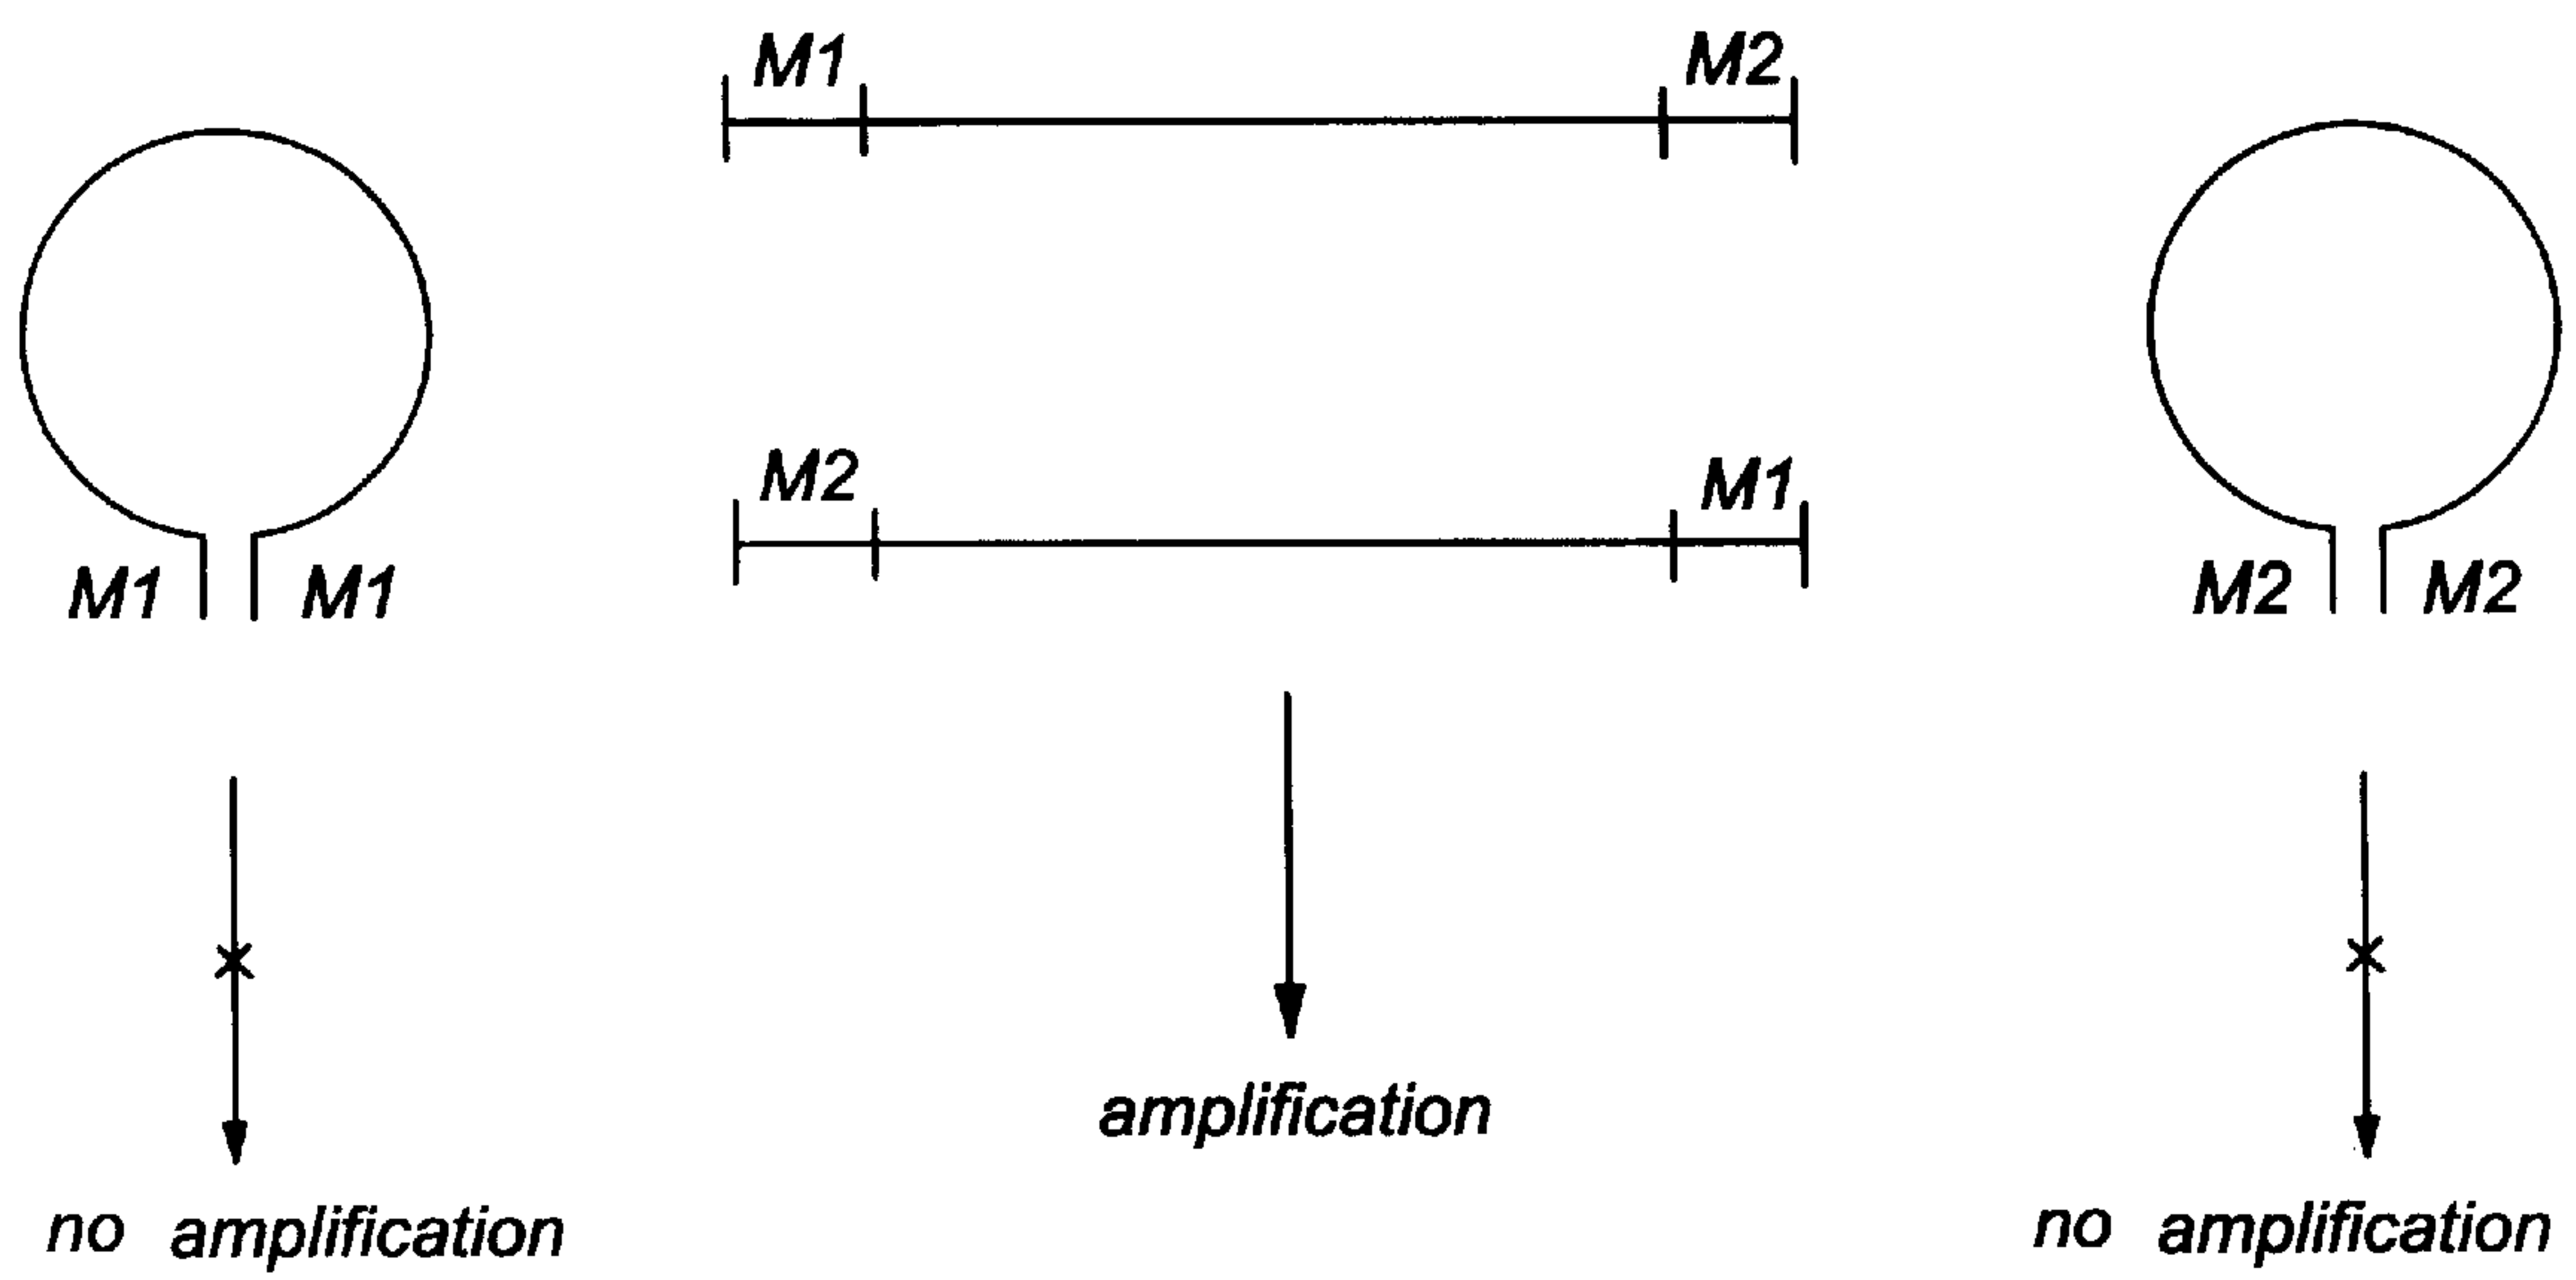 M1 M2
M2 M1
M1 M1
M2 M2
amplification
no amplification
no amplification